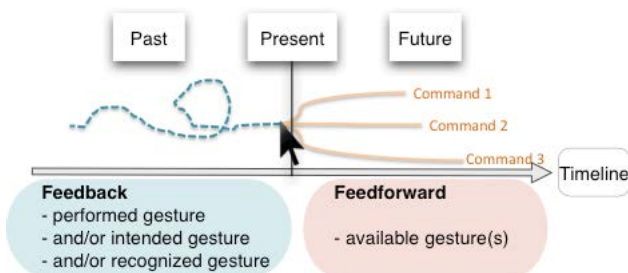 Past
Present
Future
Command 1
Command 2
Command 3
Timeline
Feedback
- performed gesture
- and/or intended gesture
- and/or recognized gesture
Feedforward
- available gesture(s)